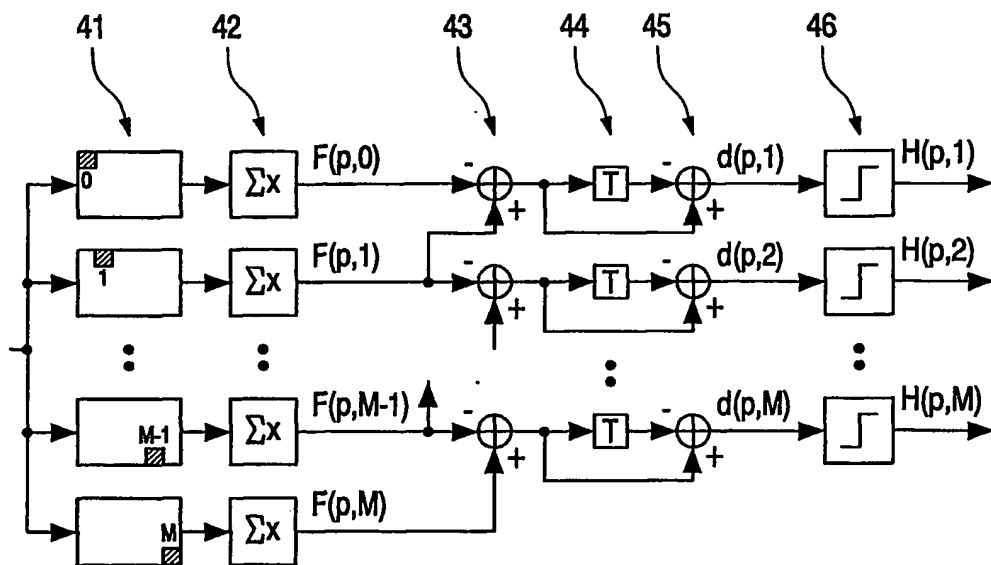 41 42 43 44 45 46
0 Σx F(p,0) - + T - + d(p,1) H(p,1)
1 Σx F(p,1) - + T - + d(p,2) H(p,2)
M-1 Σx F(p,M-1) - + T - + d(p,M) H(p,M)
M Σx F(p,M)